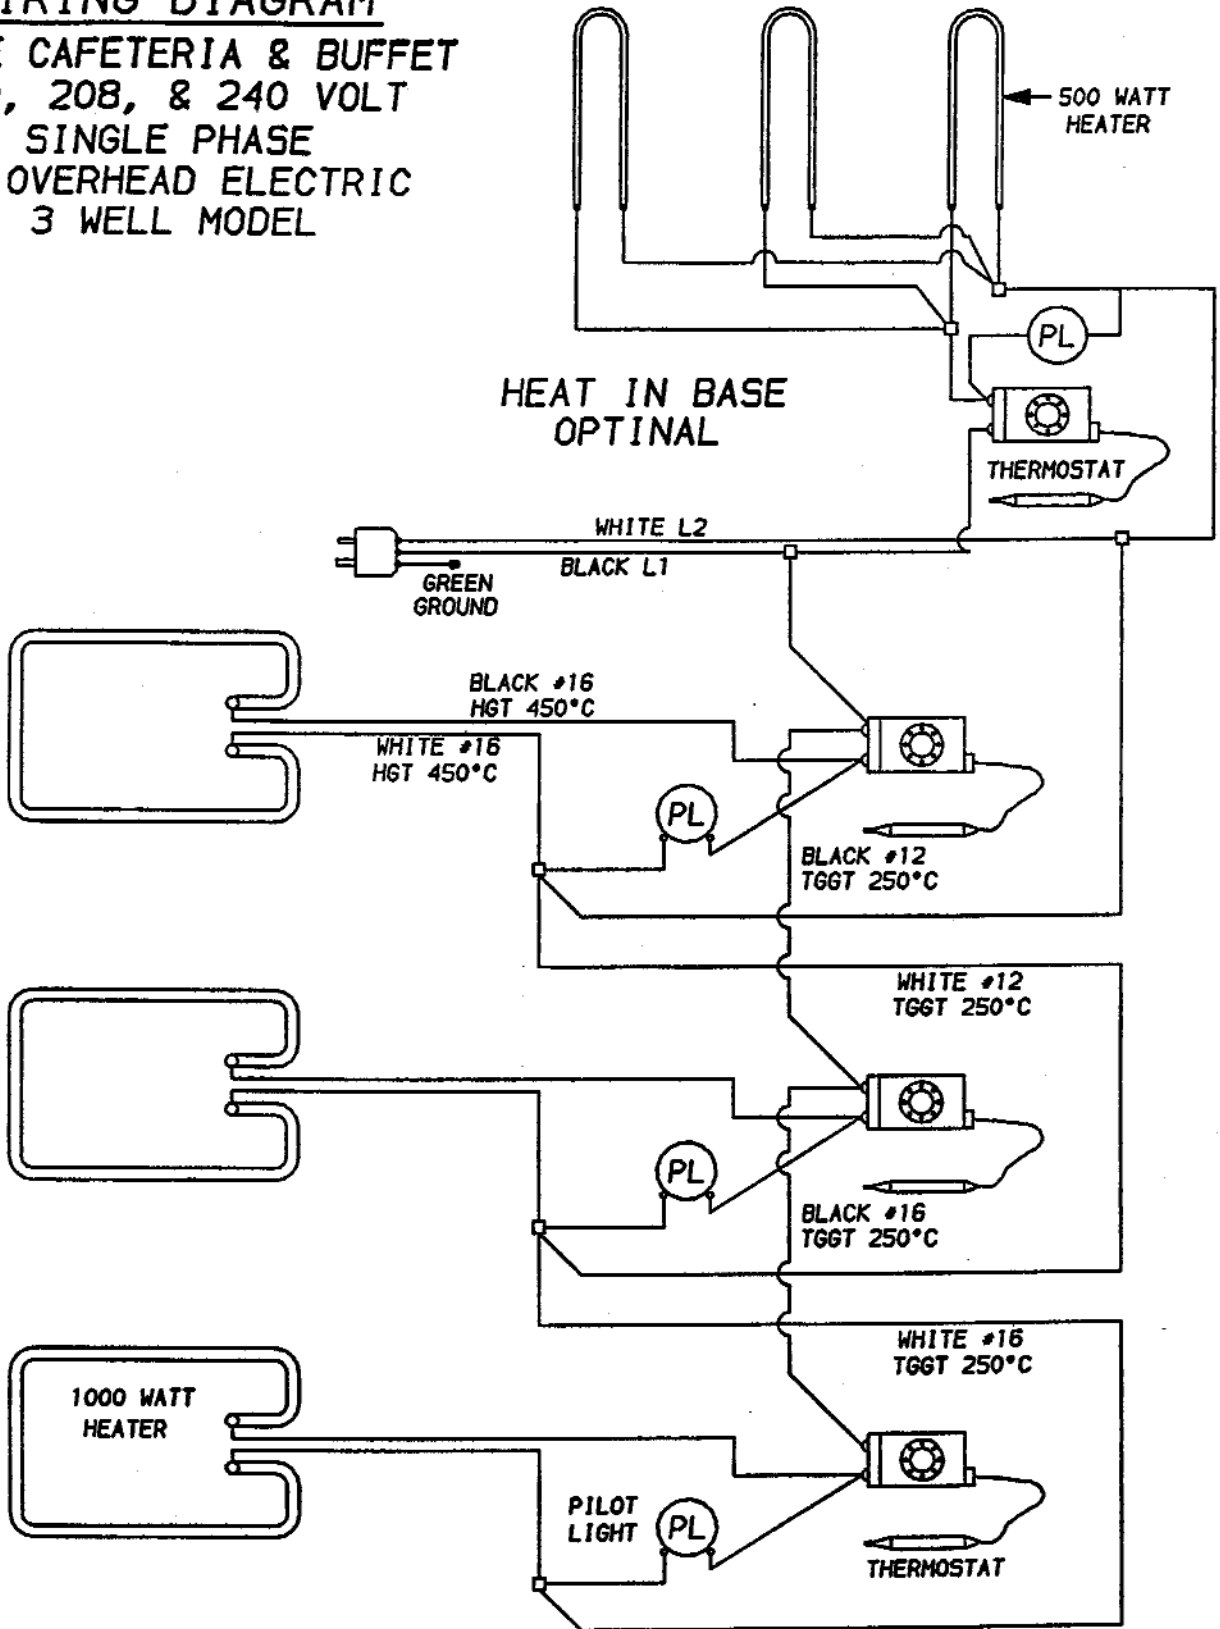 WIRING DIAGRAM
CAFETERIA & BUFFET
, 208, & 240 VOLT
SINGLE PHASE
OVERHEAD ELECTRIC
3 WELL MODEL
500 WATT
HEATER
PL
HEAT IN BASE
OPTINAL
THERMOSTAT
WHITE L2
BLACK L1
GREEN
GROUND
BLACK #16
HGT 450°C
WHITE #16
HGT 450°C
PL
BLACK #12
TGGT 250°C
WHITE #12
TGGT 250°C
PL
BLACK #16
TGGT 250°C
WHITE #16
TGGT 250°C
1000 WATT
HEATER
PILOT
LIGHT
PL
THERMOSTAT